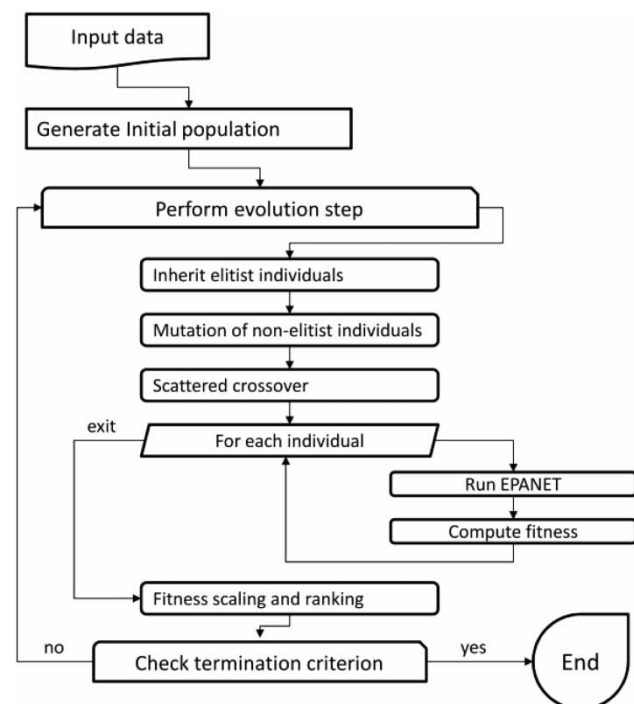 Input data
Generate Initial population
Perform evolution step
Inherit elitist individuals
Mutation of non-elitist individuals
Scattered crossover
exit
For each individual
Run EPANET
Compute fitness
Fitness scaling and ranking
no
Check termination criterion
yes
End